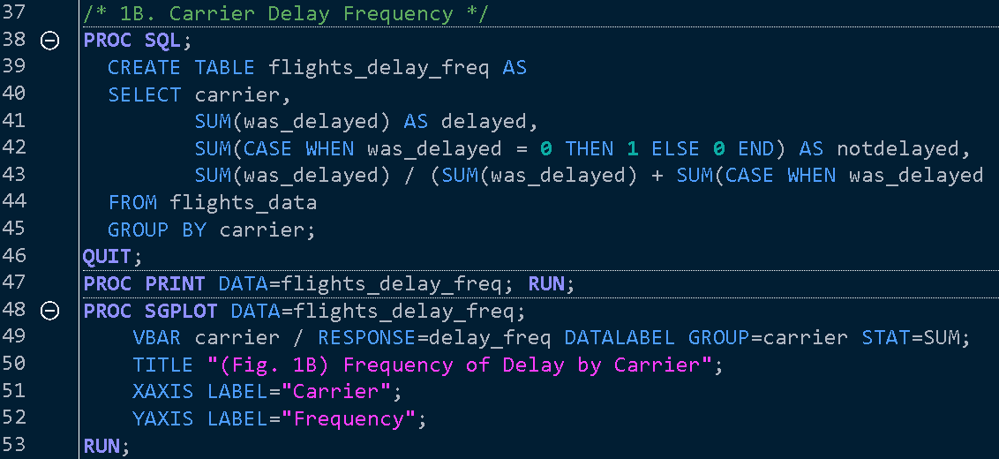 37 /* 1B. Carrier Delay Frequency */
38 PROC SQL;
39 CREATE TABLE flights_delay_freq AS
40 SELECT carrier,
41 SUM(was_delayed) AS delayed,
42 SUM(CASE WHEN was_delayed = 0 THEN 1 ELSE 0 END) AS notdelayed,
43 SUM(was_delayed) / (SUM(was_delayed) + SUM(CASE WHEN was_delayed
44 FROM flights_data
45 GROUP BY carrier;
46 QUIT;
47 PROC PRINT DATA=flights_delay_freq; RUN;
48 PROC SGPLOT DATA=flights_delay_freq;
49 VBAR carrier / RESPONSE=delay_freq DATALABEL GROUP=carrier STAT=SUM;
50 TITLE "(Fig. 1B) Frequency of Delay by Carrier";
51 XAXIS LABEL="Carrier";
52 YAXIS LABEL="Frequency";
53 RUN;